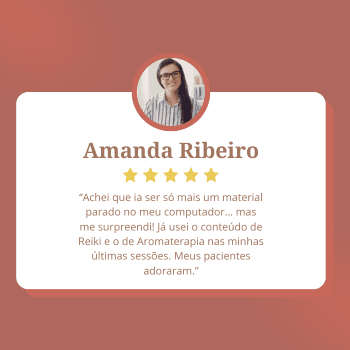 Amanda Ribeiro
“Achei que ia ser só mais um material
parado no meu computador... mas
me surpreendi! Já usei o conteúdo de
Reiki e o de Aromaterapia nas minhas
últimas sessões. Meus pacientes
adoraram.”